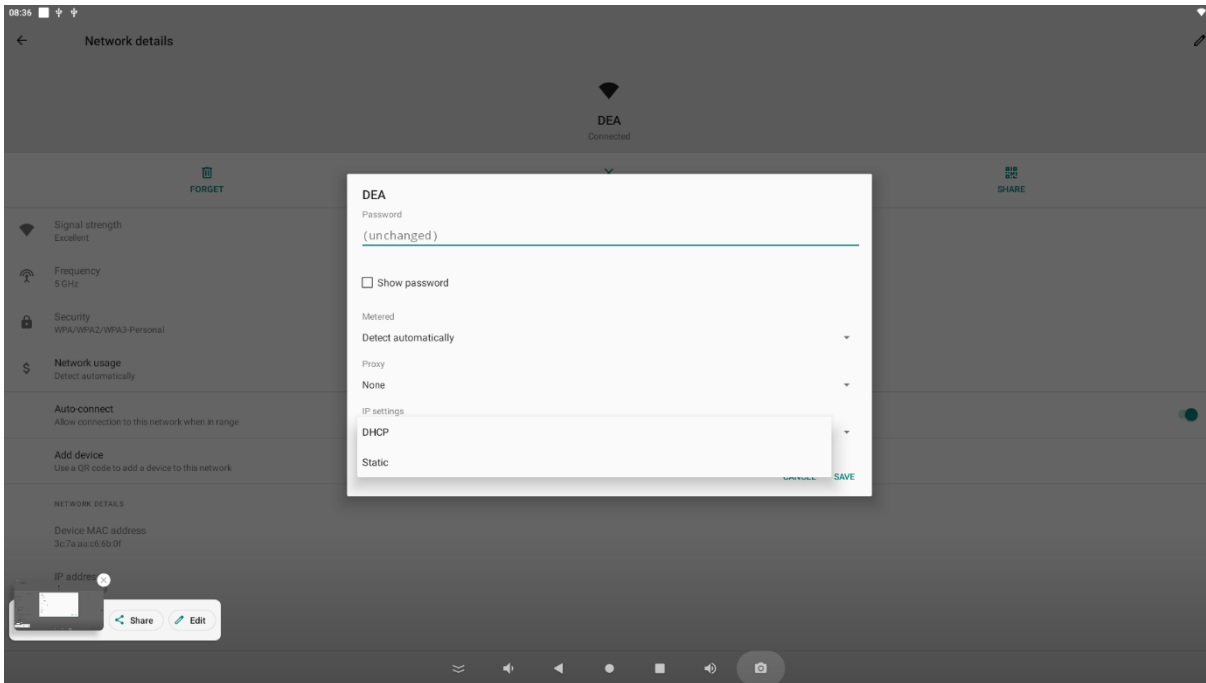 08:36
Network details
DEA
Connected
FORGET
SHARE
Signal strength
Excellent
Frequency
5 GHz
Security
WPA/WPA2/WPA3-Personal
Network usage
Detect automatically
Auto-connect
Allow connection to this network when in range
Add device
Use a QR code to add a device to this network
NETWORK DETAILS
Device MAC address
3c:7a:aa:c6:6b:0f
IP address
DEA
Password
(unchanged)
Show password
Metered
Detect automatically
Proxy
None
IP settings
DHCP
Static
CANCEL SAVE
Share Edit